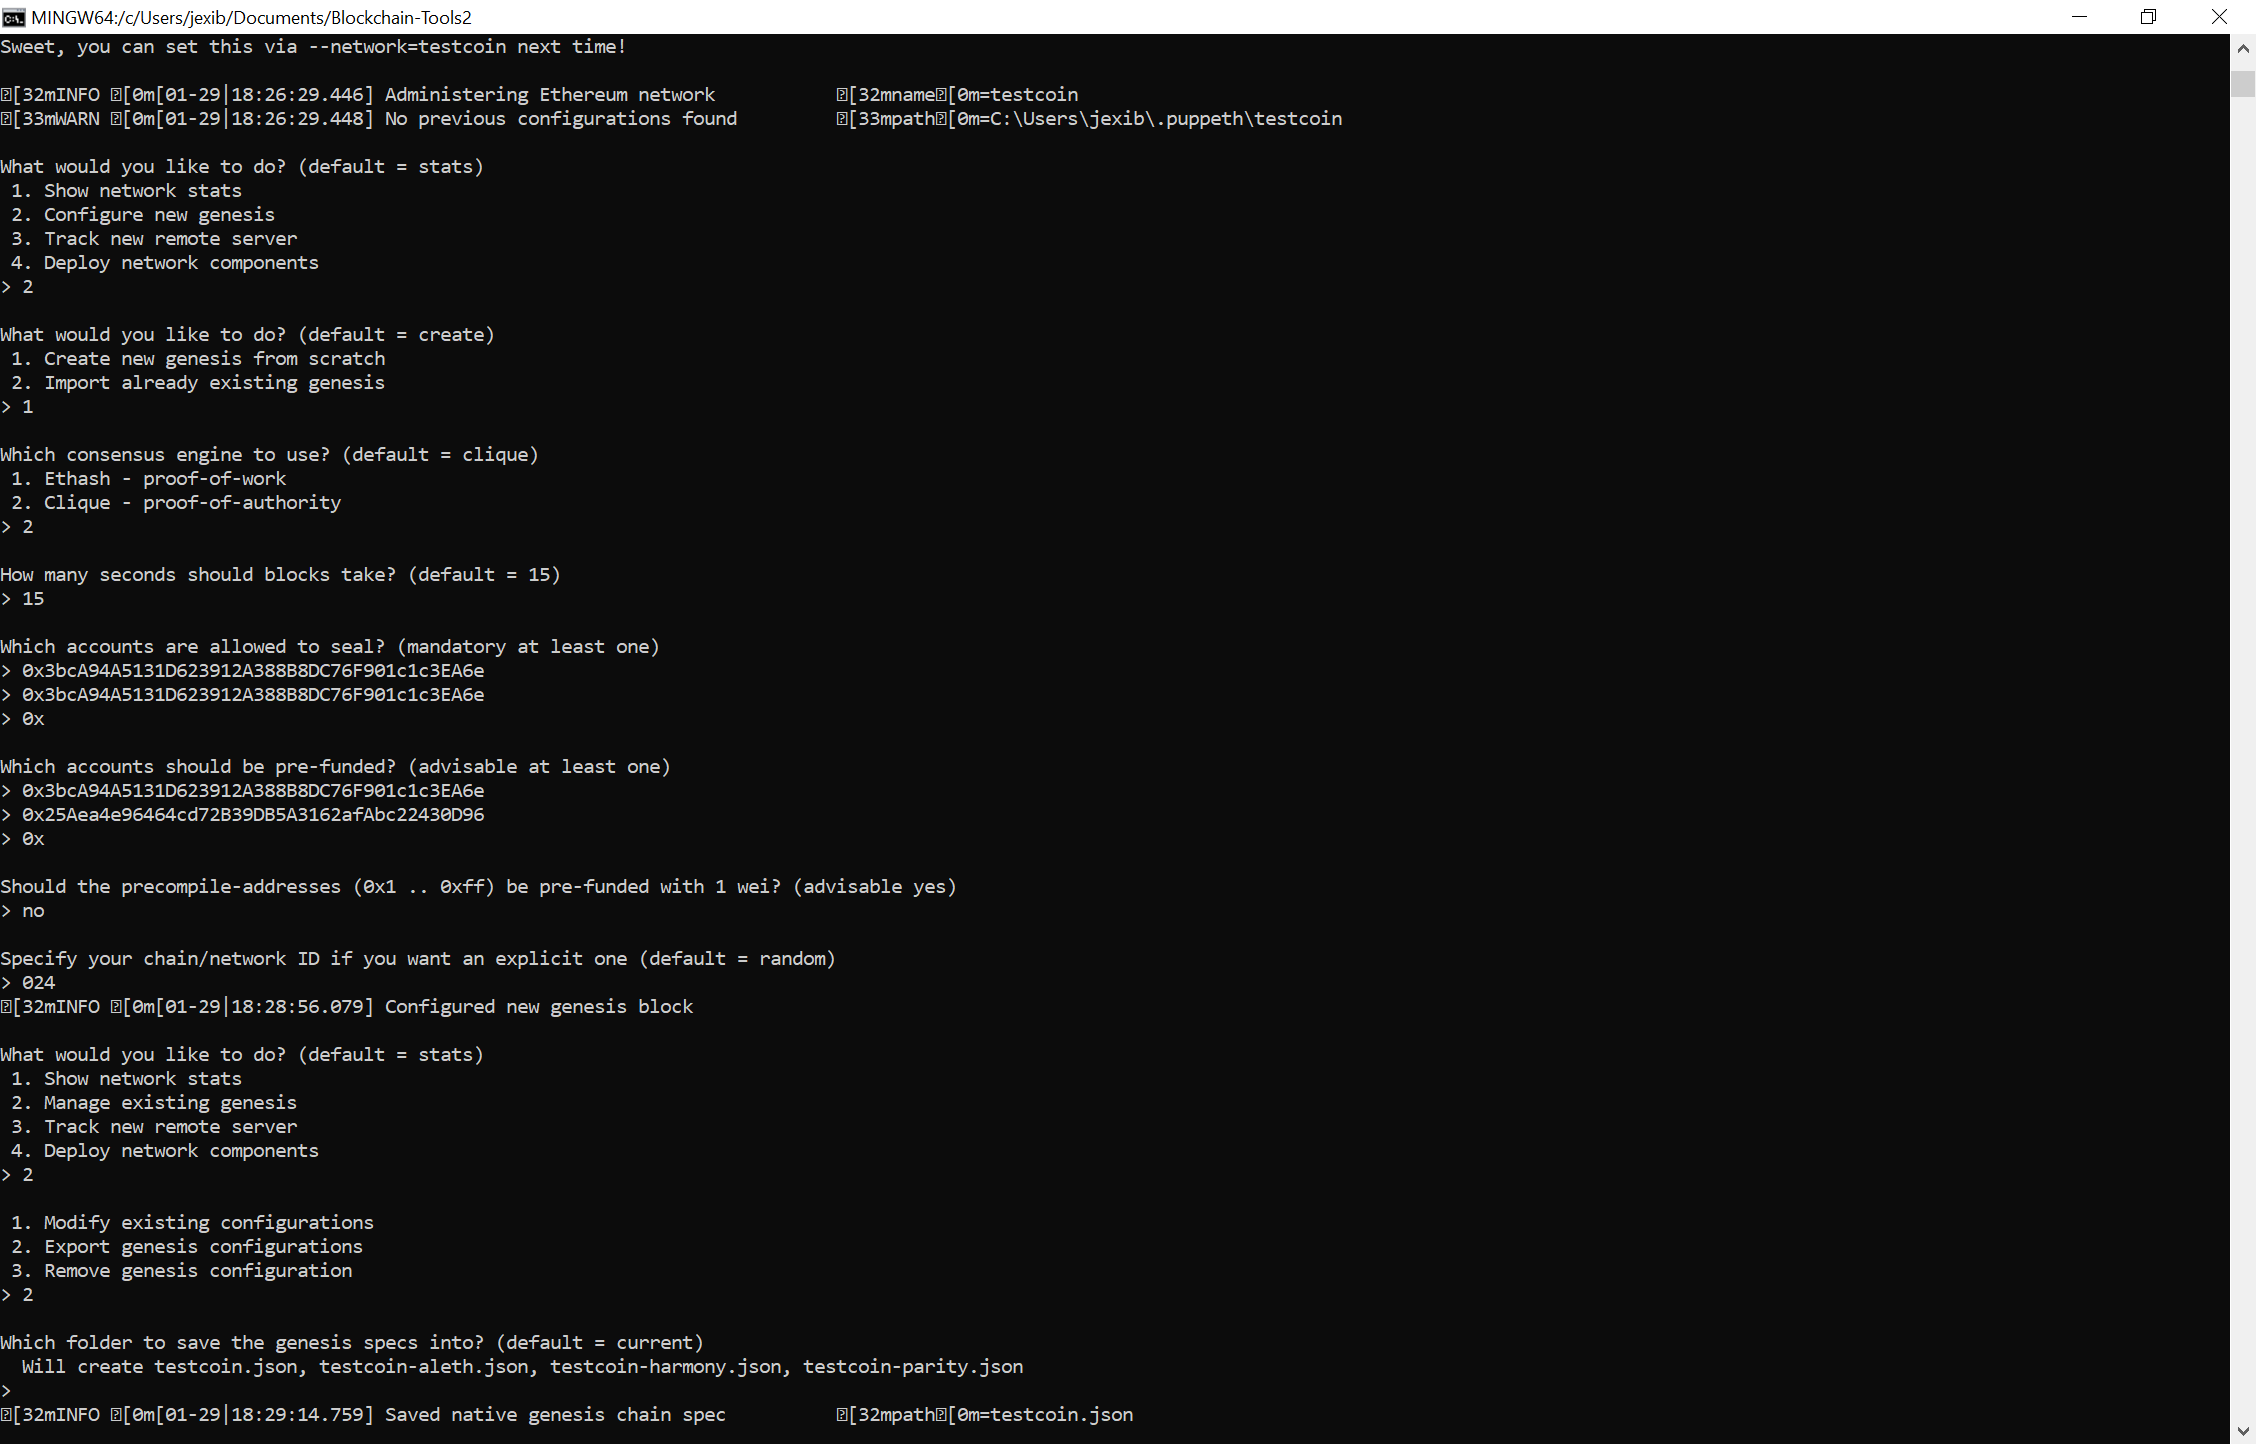 MINGW64:/c/Users/jexib/Documents/Blockchain-Tools2
Sweet, you can set this via --network=testcoin next time!
[32mINFO [0m[01-29|18:26:29.446] Administering Ethereum network [32mname[0m=testcoin
[33mWARN [0m[01-29|18:26:29.448] No previous configurations found [33mpath[0m=C:\Users\jexib\.puppeth\testcoin
What would you like to do? (default = stats)
1. Show network stats
2. Configure new genesis
3. Track new remote server
4. Deploy network components
> 2
What would you like to do? (default = create)
1. Create new genesis from scratch
2. Import already existing genesis
> 1
Which consensus engine to use? (default = clique)
1. Ethash - proof-of-work
2. Clique - proof-of-authority
> 2
How many seconds should blocks take? (default = 15)
> 15
Which accounts are allowed to seal? (mandatory at least one)
> 0x3bcA94A5131D623912A388B8DC76F901c1c3EA6e
> 0x3bcA94A5131D623912A388B8DC76F901c1c3EA6e
> 0x
Which accounts should be pre-funded? (advisable at least one)
> 0x3bcA94A5131D623912A388B8DC76F901c1c3EA6e
> 0x25Aea4e96464cd72B39DB5A3162afAbc22430D96
> 0x
Should the precompile-addresses (0x1 .. 0xff) be pre-funded with 1 wei? (advisable yes)
> no
Specify your chain/network ID if you want an explicit one (default = random)
> 024
[32mINFO [0m[01-29|18:28:56.079] Configured new genesis block
What would you like to do? (default = stats)
1. Show network stats
2. Manage existing genesis
3. Track new remote server
4. Deploy network components
> 2
1. Modify existing configurations
2. Export genesis configurations
3. Remove genesis configuration
> 2
Which folder to save the genesis specs into? (default = current)
Will create testcoin.json, testcoin-aleth.json, testcoin-harmony.json, testcoin-parity.json
>
[32mINFO [0m[01-29|18:29:14.759] Saved native genesis chain spec [32mpath[0m=testcoin.json